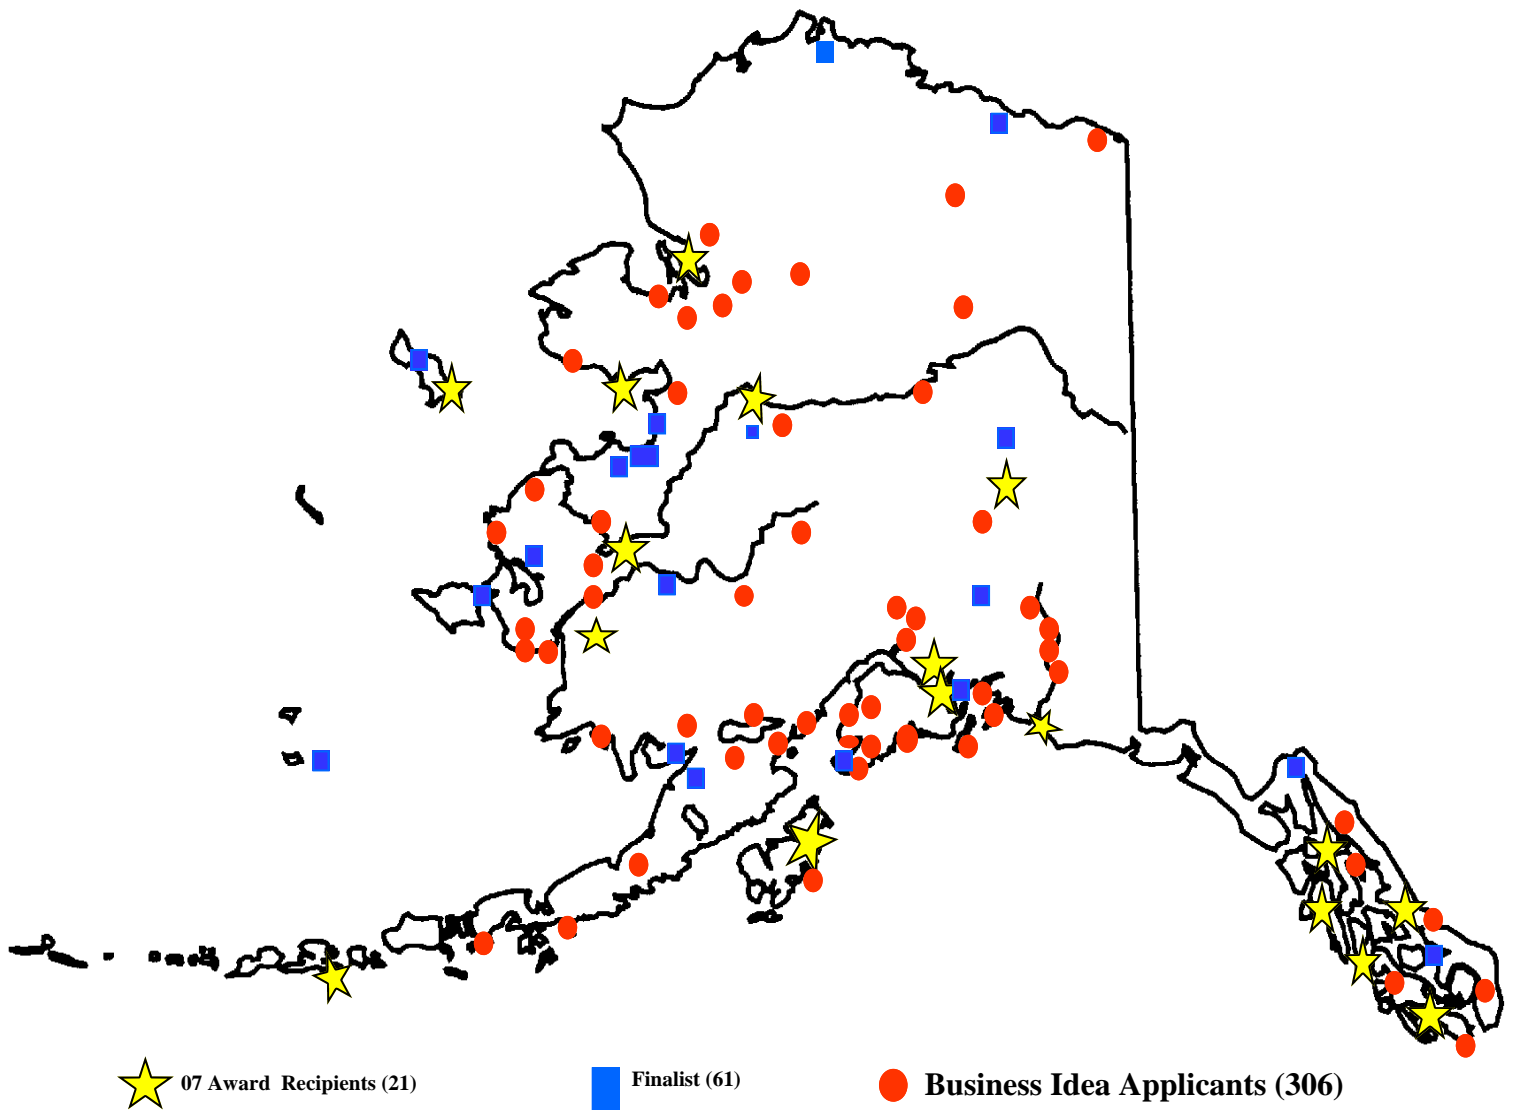 07 Award Recipients (21)
Finalist (61)
Business Idea Applicants (306)